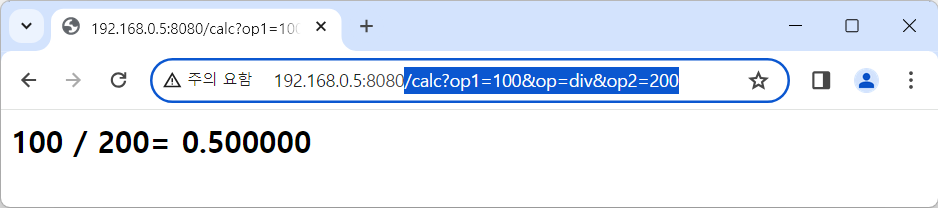 192.168.0.5:8080/calc?op1=100
주의 요함 192.168.0.5:8080/calc?op1=100&op=div&op2=200
100 / 200= 0.500000